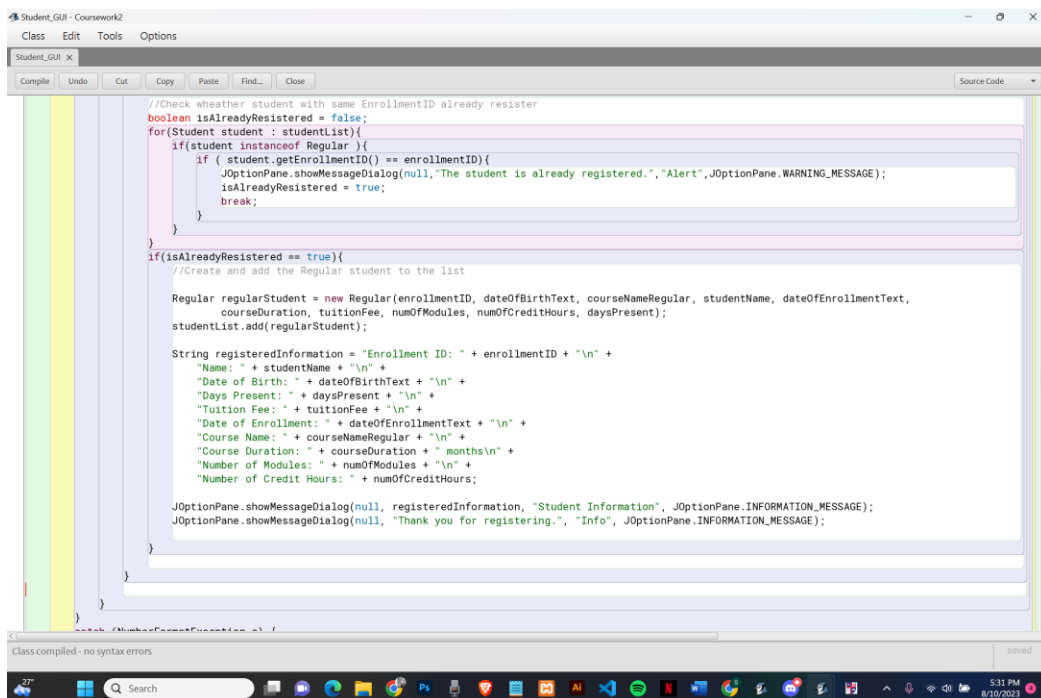 Student_GUI - Coursework2
Class Edit Tools Options
Student_GUI X
Compile Undo Cut Copy Paste Find... Close Source Code
//Check wheather student with same EnrollmentID already resister
boolean isAlreadyResistered = false;
for(Student student : studentList){
if(student instanceof Regular ){
if ( student.getEnrollmentID() == enrollmentID){
JOptionPane.showMessageDialog(null,"The student is already registered.","Alert",JOptionPane.WARNING_MESSAGE);
isAlreadyResistered = true;
break;
}
}
}
if(isAlreadyResistered == true){
//Create and add the Regular student to the list
Regular regularStudent = new Regular(enrollmentID, dateOfBirthText, courseNameRegular, studentName, dateOfEnrollmentText,
courseDuration, tuitionFee, numOfModules, numOfCreditHours, daysPresent);
studentList.add(regularStudent);
String registeredInformation = "Enrollment ID: " + enrollmentID + "\n" +
"Name: " + studentName + "\n" +
"Date of Birth: " + dateOfBirthText + "\n" +
"Days Present: " + daysPresent + "\n" +
"Tuition Fee: " + tuitionFee + "\n" +
"Date of Enrollment: " + dateOfEnrollmentText + "\n" +
"Course Name: " + courseNameRegular + "\n" +
"Course Duration: " + courseDuration + " months\n" +
"Number of Modules: " + numOfModules + "\n" +
"Number of Credit Hours: " + numOfCreditHours;
JOptionPane.showMessageDialog(null, registeredInformation, "Student Information", JOptionPane.INFORMATION_MESSAGE);
JOptionPane.showMessageDialog(null, "Thank you for registering.", "Info", JOptionPane.INFORMATION_MESSAGE);
}
}
}
}
catch (NumberFormatException e) {
Class compiled - no syntax errors saved
27° Search Ps Ai N 5:31 PM
8/10/2023 4